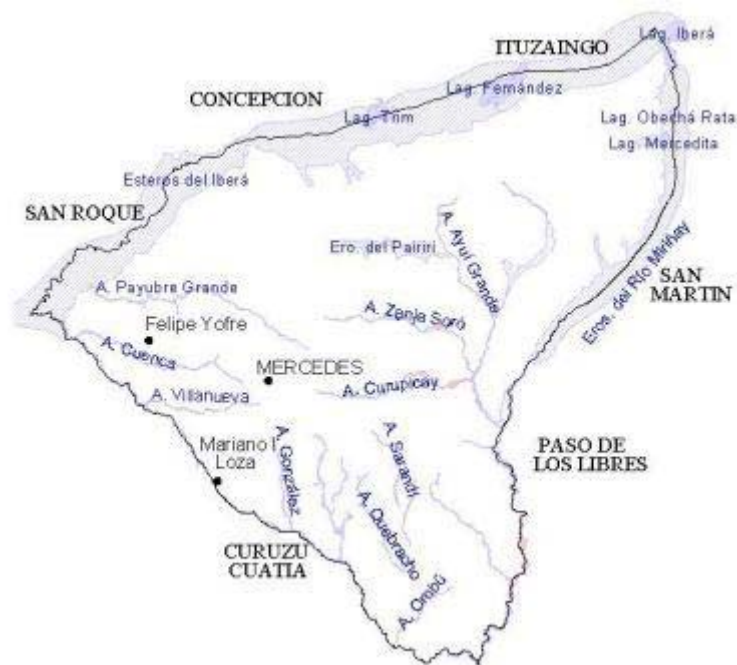 Lag. Iberá
ITUZAINGO
Lag. Fernández
CONCEPCION
Lag. Trim
Lag. Obechá Rata
Lag. Mercedita
Esteros del Iberá
SAN ROQUE
A. Ayuí Grande
Ero. del Pairirí
Eros. del Río Miriñay
SAN
MARTIN
A. Payubre Grande
A. Zanja Soró
Felipe Yofre
A. Cuenca
MERCEDES
A. Curupicay
A. Villanueva
Mariano I.
Loza
A. González
A. Sarandí
PASO DE
LOS LIBRES
A. Quebracho
CURUZU
CUATIA
A. Ombú